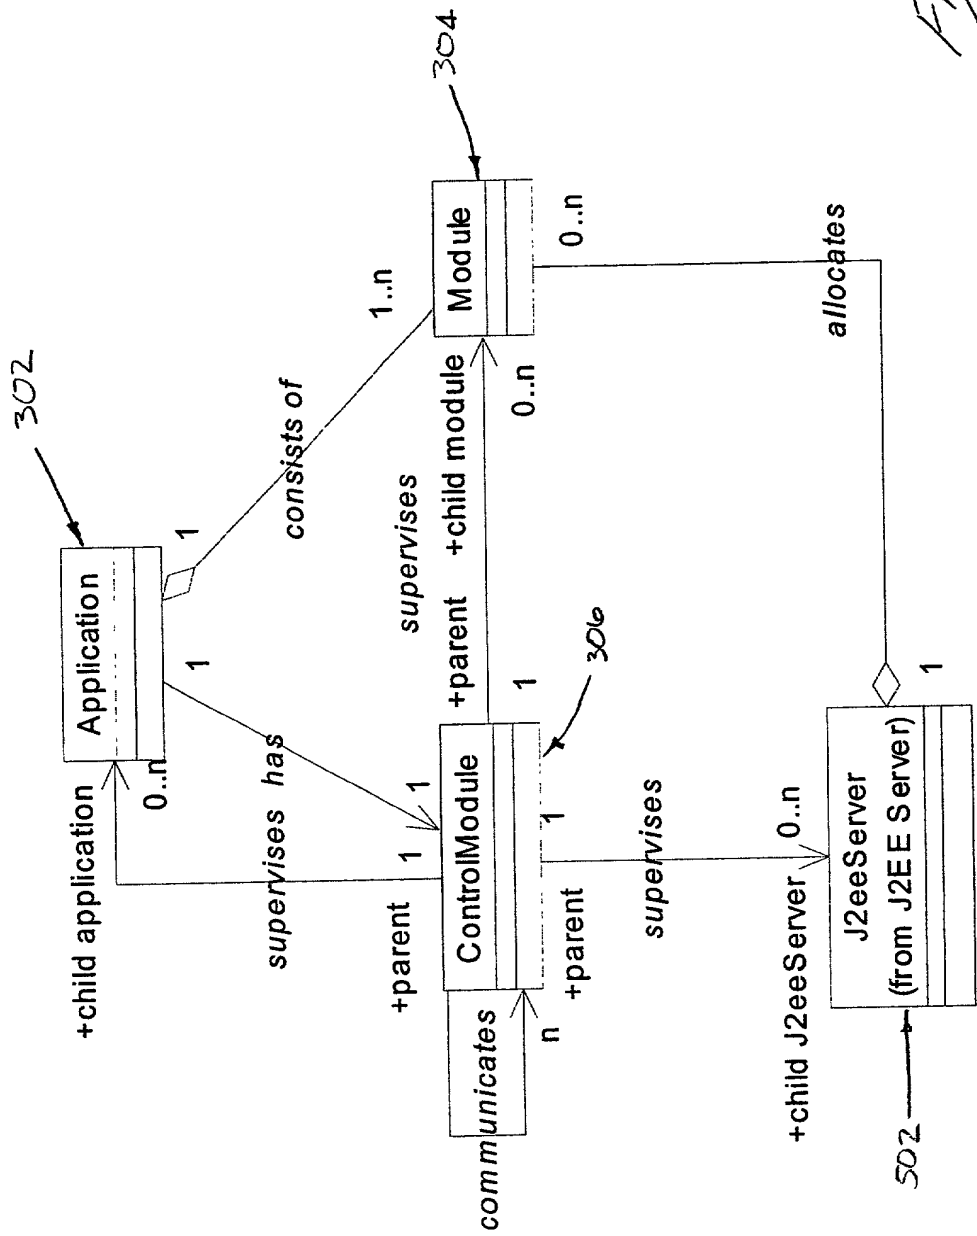 302
Application
+child application
0..n
1
1
consists of
1..n
304
Module
supervises has
supervises
+parent
+child module
0..n
0..n
+parent
1
1
1
ControlModule
1
306
communicates
n
+parent
supervises
allocates
+child J2eeServer
0..n
1
J2eeServer
(from J2EE Server)
502